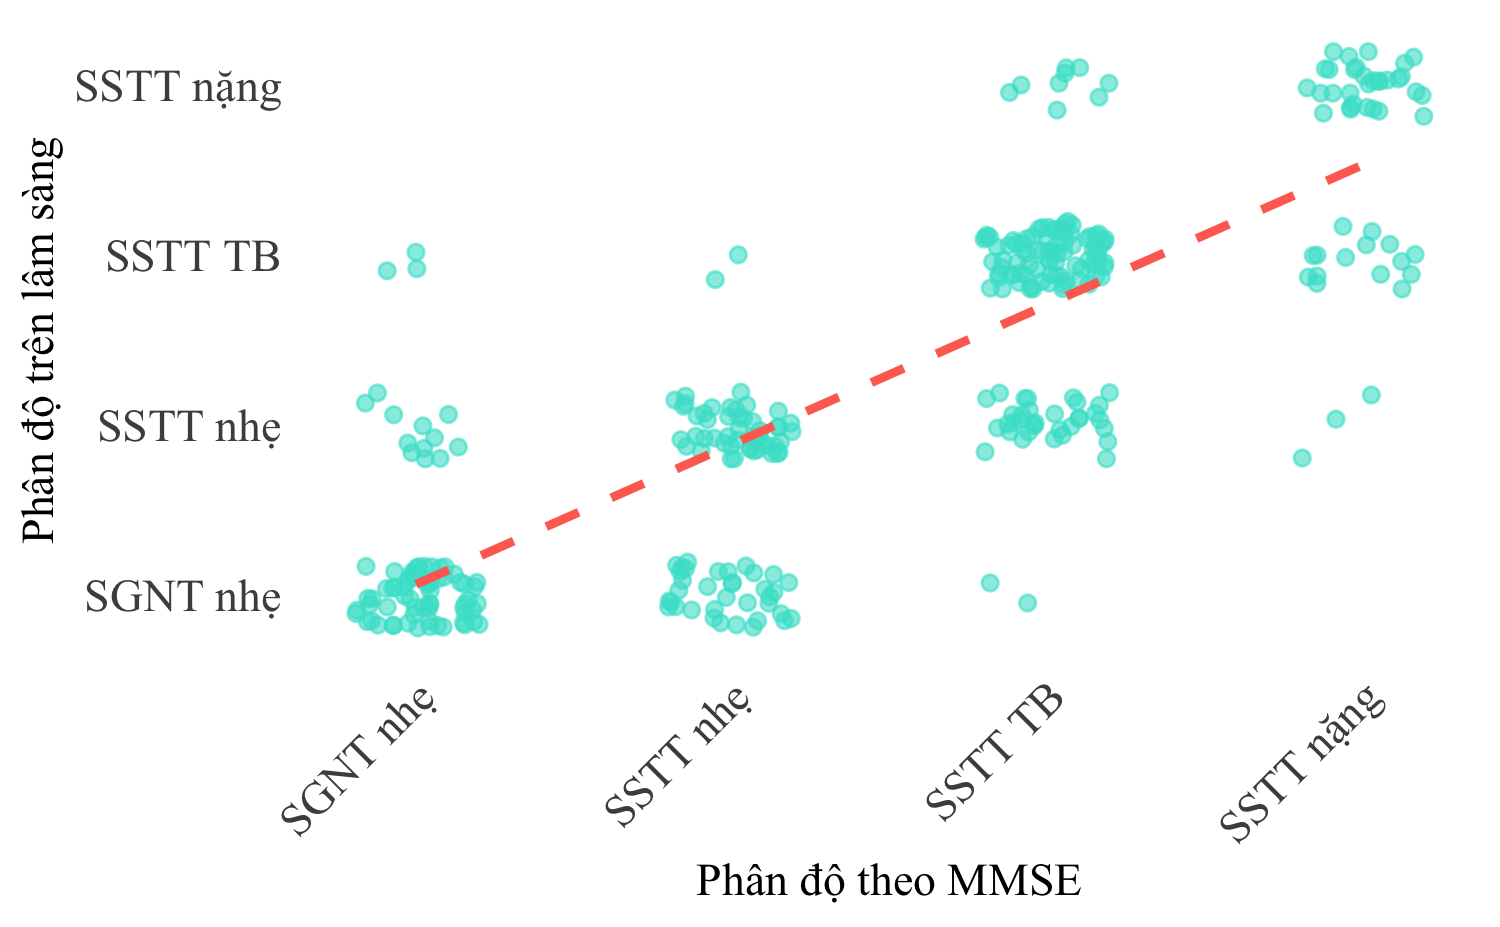 Phân độ trên lâm sàng
SSTT nặng
SSTT TB
SSTT nhẹ
SGNT nhẹ
SGNT nhẹ
SSTT nhẹ
SSTT TB
SSTT nặng
Phân độ theo MMSE